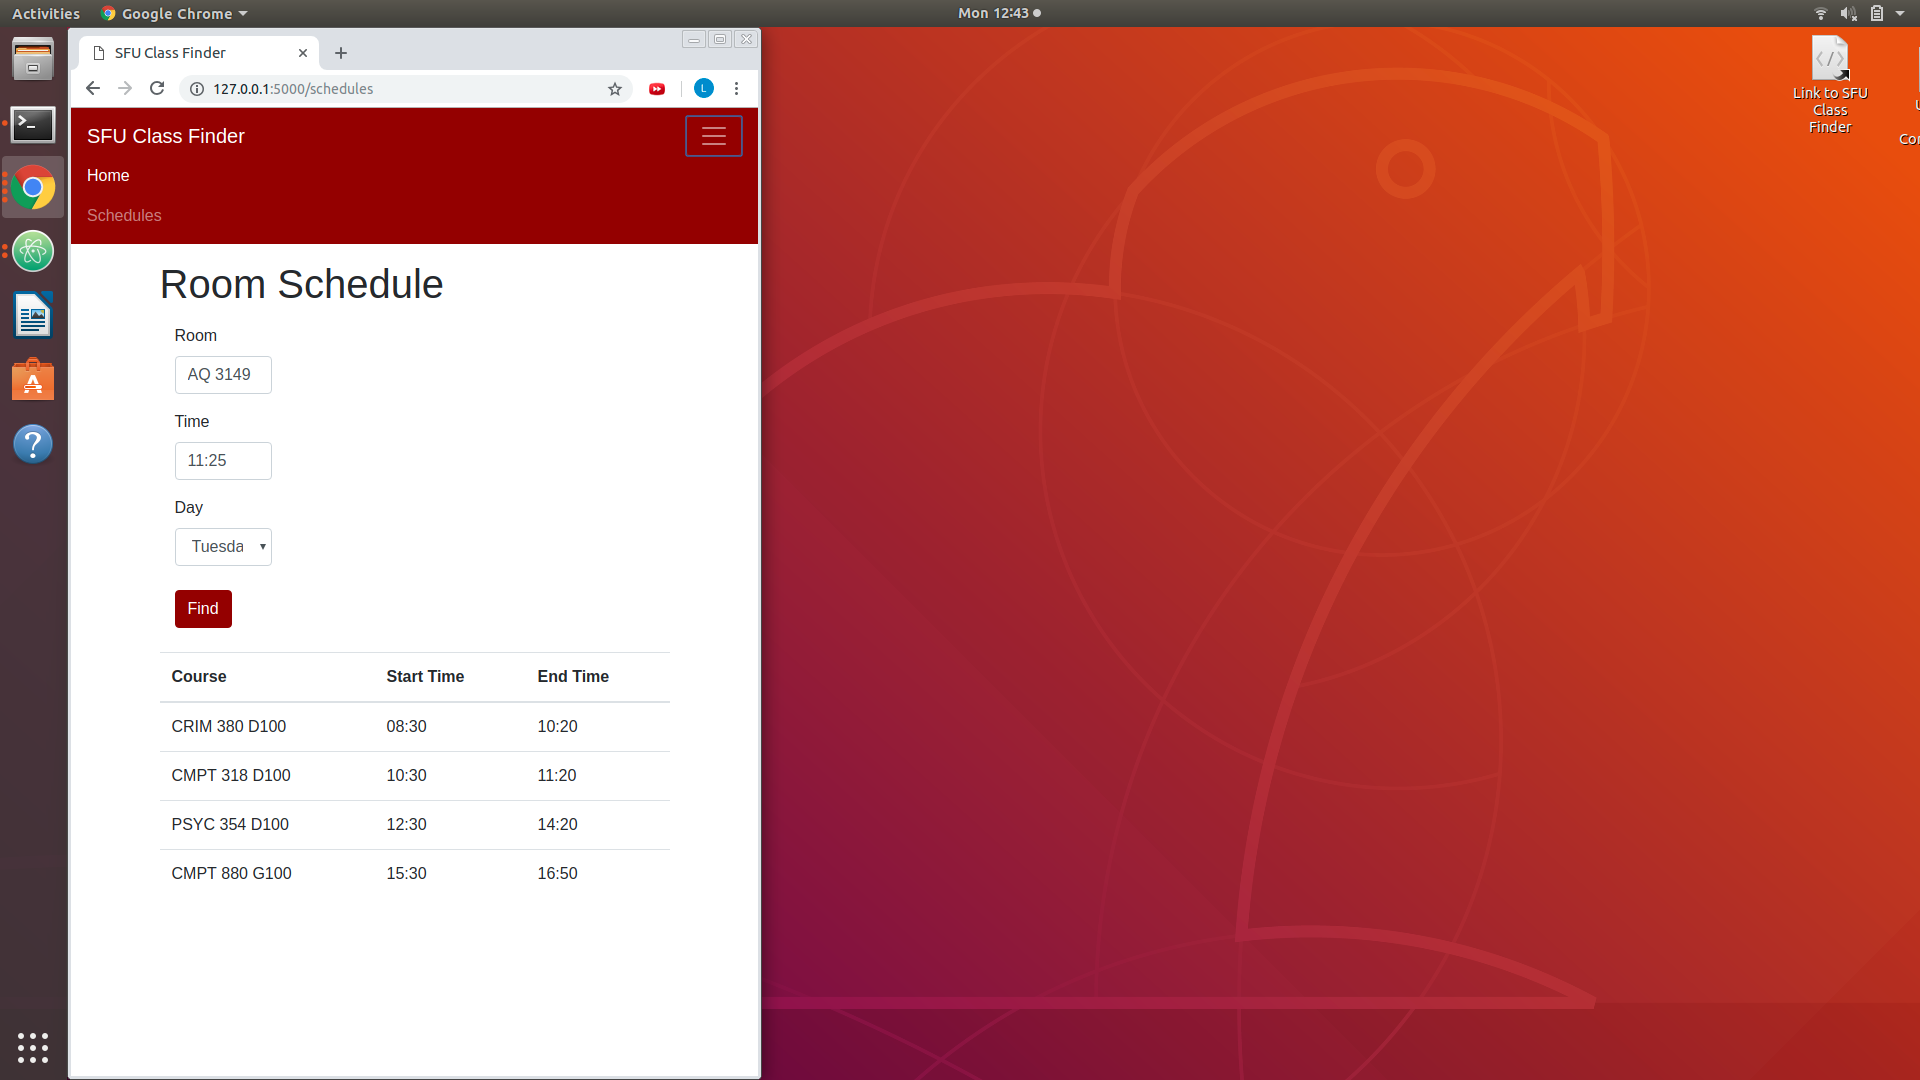 Activities
Google Chrome
Mon 12:43
SFU Class Finder
127.0.0.1:5000/schedules
L
SFU Class Finder
Home
Schedules
Room Schedule
Room
AQ 3149
Time
11:25
Day
Tuesda
Find
Course Start Time End Time
CRIM 380 D100 08:30 10:20
CMPT 318 D100 10:30 11:20
PSYC 354 D100 12:30 14:20
CMPT 880 G100 15:30 16:50
Link to SFU
Class
Finder